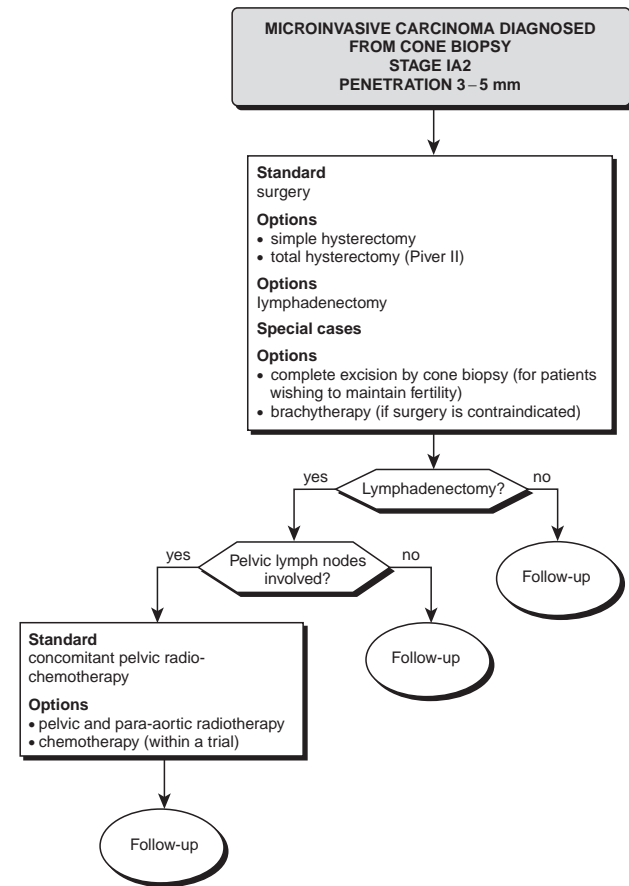 MICROINVASIVE CARCINOMA DIAGNOSED
FROM CONE BIOPSY
STAGE IA2
PENETRATION 3 – 5 mm
Standard
surgery
Options
• simple hysterectomy
• total hysterectomy (Piver II)
Options
lymphadenectomy
Special cases
Options
• complete excision by cone biopsy (for patients
wishing to maintain fertility)
• brachytherapy (if surgery is contraindicated)
yes
Lymphadenectomy?
no
yes
Pelvic lymph nodes
involved?
no
Follow-up
Standard
concomitant pelvic radio-
chemotherapy
Options
• pelvic and para-aortic radiotherapy
• chemotherapy (within a trial)
Follow-up
Follow-up